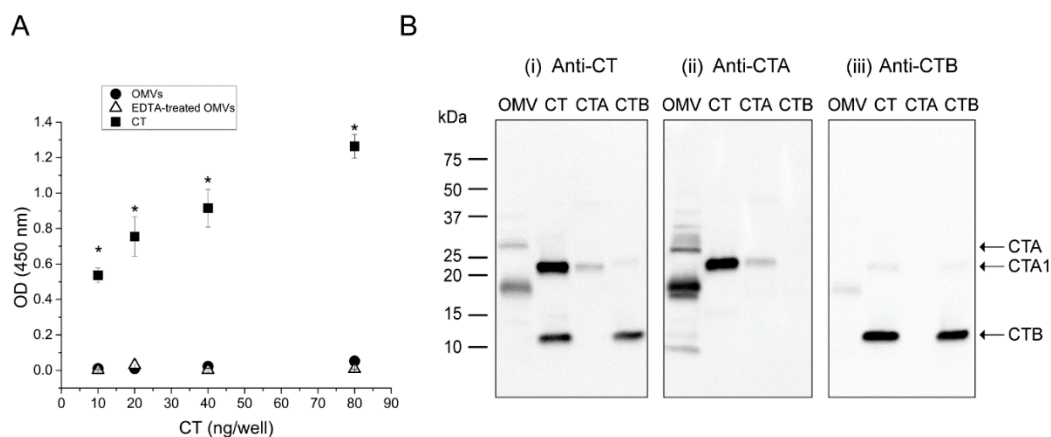 A
OMVs
EDTA-treated OMVs
CT
OD (450 nm)
1.4
1.2
1.0
0.8
0.6
0.4
0.2
0.0
* * * *
0 10 20 30 40 50 60 70 80 90
CT (ng/well)
B
(i) Anti-CT (ii) Anti-CTA (iii) Anti-CTB
OMV CT CTA CTB OMV CT CTA CTB OMV CT CTA CTB
kDa
75
50
37
25
20
15
10
CTA
CTA1
CTB